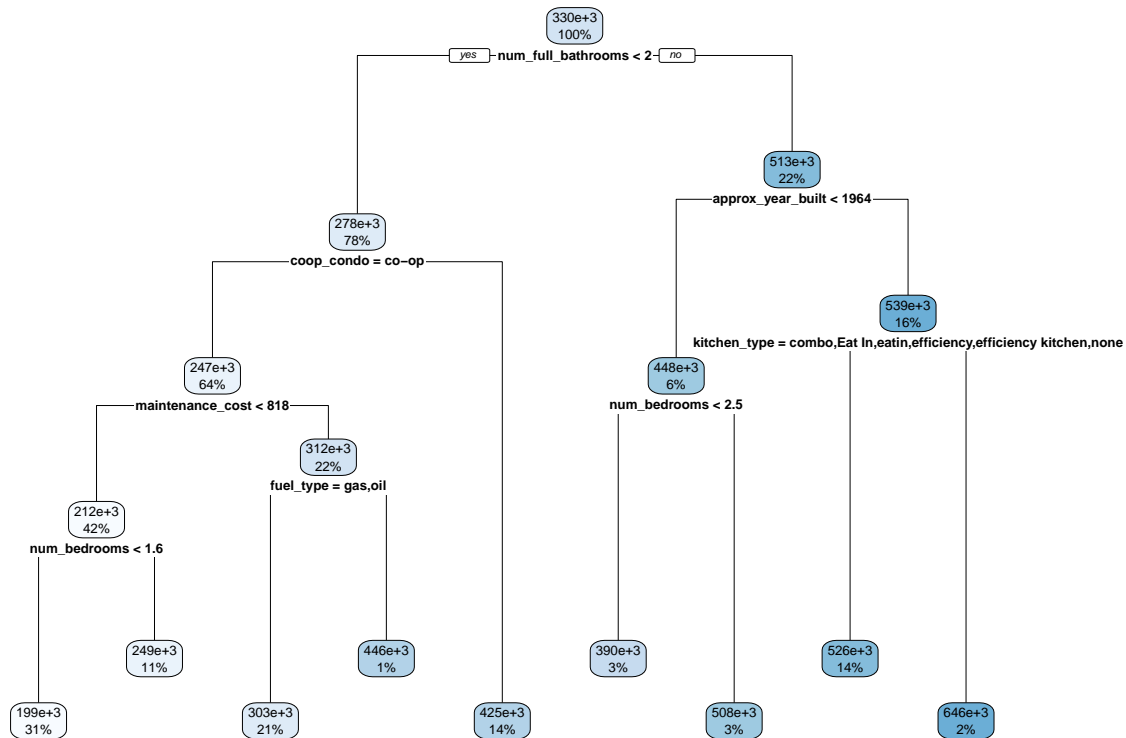 330e+3
100%
yes num_full_bathrooms < 2 no
513e+3
22%
approx_year_built < 1964
278e+3
78%
coop_condo = co−op
539e+3
16%
kitchen_type = combo,Eat In,eatin,efficiency,efficiency kitchen,none
247e+3
64%
maintenance_cost < 818
448e+3
6%
num_bedrooms < 2.5
312e+3
22%
fuel_type = gas,oil
212e+3
42%
num_bedrooms < 1.6
249e+3
11%
446e+3
1%
390e+3
3%
526e+3
14%
199e+3
31%
303e+3
21%
425e+3
14%
508e+3
3%
646e+3
2%